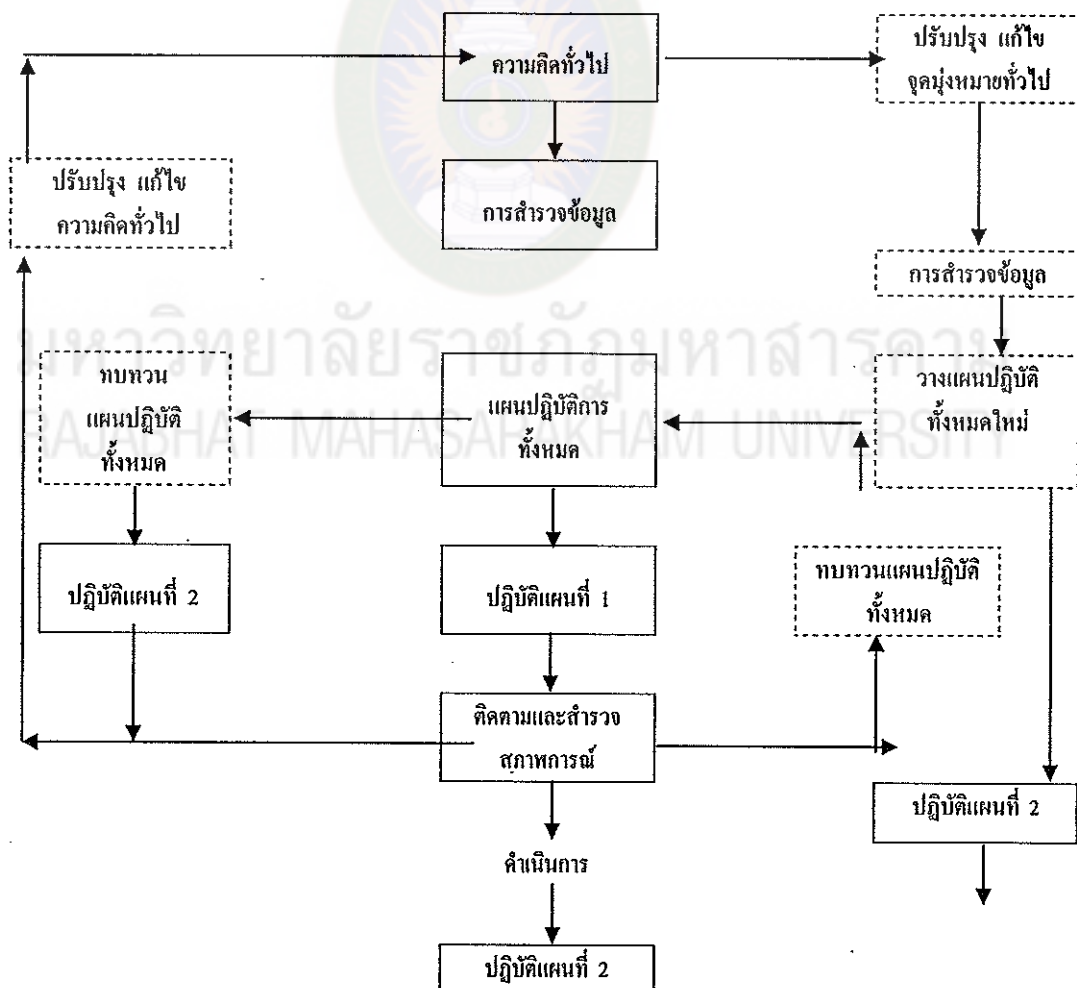 ความคิดทั่วไป
ปรับปรุง แก้ไข
จุดมุ่งหมายทั่วไป
ปรับปรุง แก้ไข
ความคิดทั่วไป
การสำรวจข้อมูล
การสำรวจข้อมูล
มหาวิทยาลัยราชภัฏมหาสารคาม
RAJABHAT MAHASARAKHAM UNIVERSITY
ทบทวน
แผนปฏิบัติ
ทั้งหมด
แผนปฏิบัติการ
ทั้งหมด
วางแผนปฏิบัติ
ทั้งหมดใหม่
ปฏิบัติแผนที่ 2
ปฏิบัติแผนที่ 1
ทบทวนแผนปฏิบัติ
ทั้งหมด
ติดตามและสำรวจ
สภาพการณ์
ปฏิบัติแผนที่ 2
ดำเนินการ
ปฏิบัติแผนที่ 2